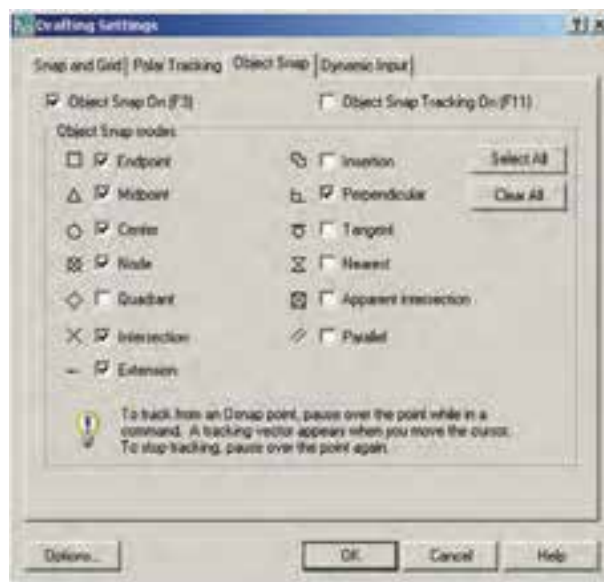 Drafting Settings
Snap and Grid Polar Tracking Object Snap Dynamic Input
Object Snap On (F3) Object Snap Tracking On (F11)
Object Snap modes
Endpoint Insertion Select All
Midpoint Perpendicular Clear All
Center Tangent
Node Nearest
Quadrant Apparent intersection
Intersection Parallel
Extension
To track from an Osnap point, pause over the point while in a
command. A tracking vector appears when you move the cursor.
To stop tracking, pause over the point again.
Options... OK Cancel Help